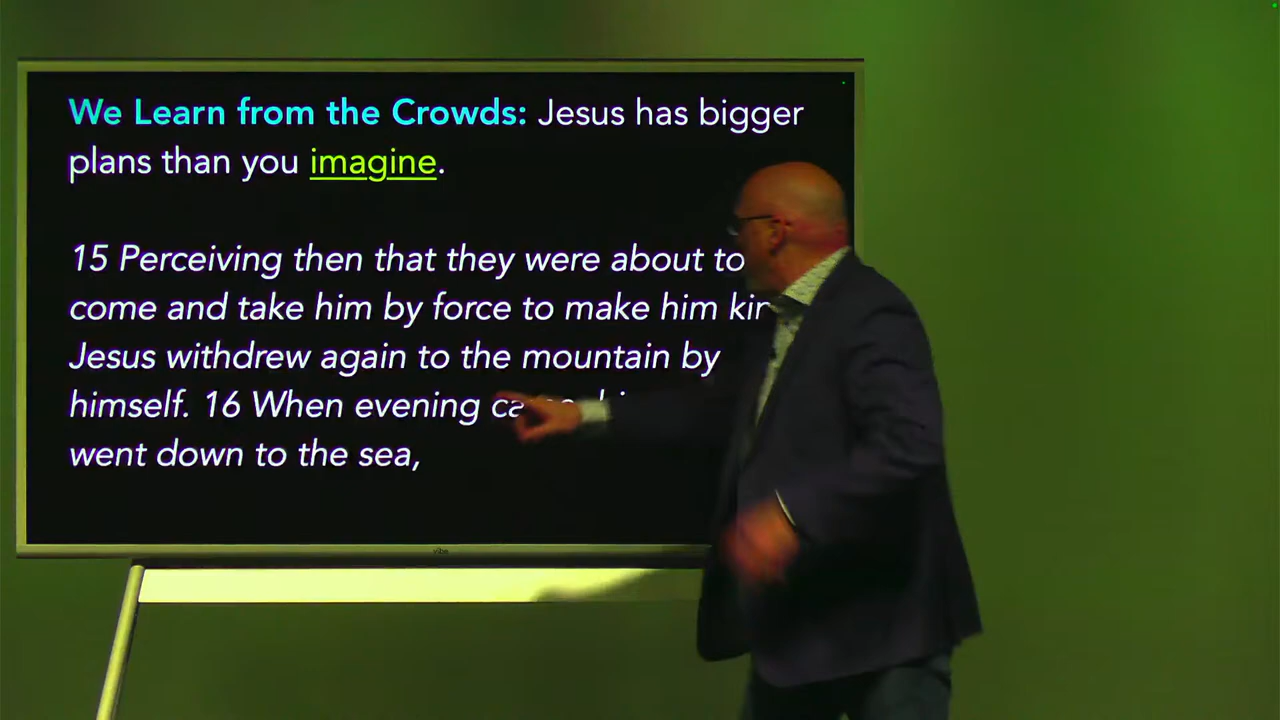 We Learn from the Crowds: Jesus has bigger
plans than you imagine.
15 Perceiving then that they were about to
come and take him by force to make him
Jesus withdrew again to the mountain by
himself. 16 When evening
went down to the sea,
vibe